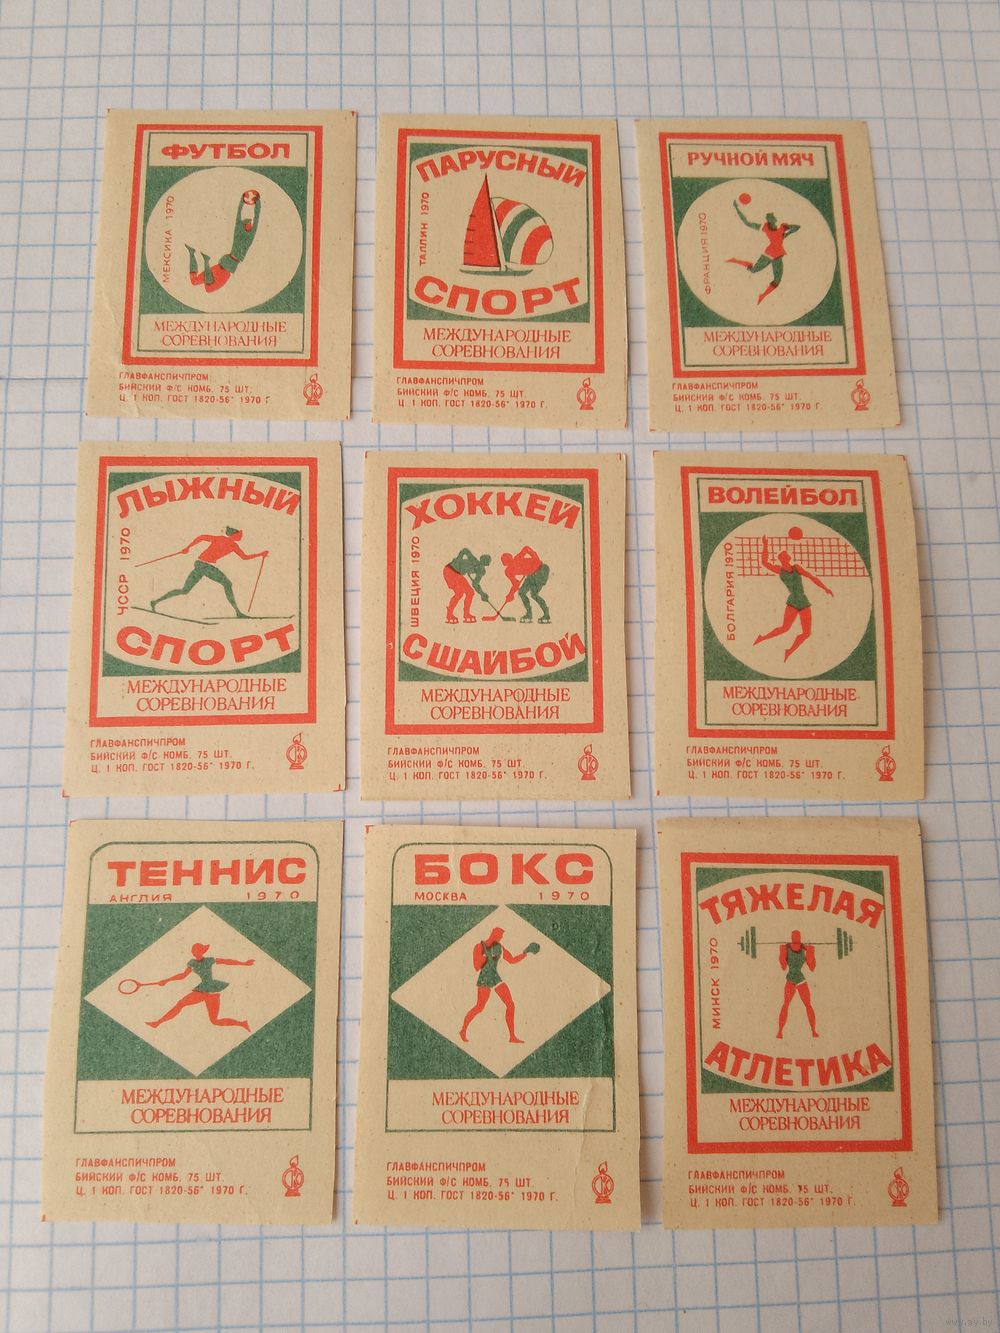 ФУТБОЛ
МЕКСИКА 1970
МЕЖДУНАРОДНЫЕ
СОРЕВНОВАНИЯ
ГЛАВФАНСПИЧПРОМ
БИЙСКИЙ Ф/С КОМБ. 75 ШТ.
Ц. 1 КОП. ГОСТ 1820-56* 1970 Г.
ПАРУСНЫЙ
ТАЛЛИН 1970
СПОРТ
МЕЖДУНАРОДНЫЕ
СОРЕВНОВАНИЯ
ГЛАВФАНСПИЧПРОМ
БИЙСКИЙ Ф/С КОМБ. 75 ШТ.
Ц. 1 КОП. ГОСТ 1820-56* 1970 Г.
РУЧНОЙ МЯЧ
ФРАНЦИЯ 1970
МЕЖДУНАРОДНЫЕ
СОРЕВНОВАНИЯ
ГЛАВФАНСПИЧПРОМ
БИЙСКИЙ Ф/С КОМБ. 75 ШТ.
Ц. 1 КОП. ГОСТ 1820-56* 1970 Г.
ЛЫЖНЫЙ
ЧССР 1970
СПОРТ
МЕЖДУНАРОДНЫЕ
СОРЕВНОВАНИЯ
ГЛАВФАНСПИЧПРОМ
БИЙСКИЙ Ф/С КОМБ. 75 ШТ.
Ц. 1 КОП. ГОСТ 1820-56* 1970 Г.
ХОККЕЙ
ШВЕЦИЯ 1970
С ШАЙБОЙ
МЕЖДУНАРОДНЫЕ
СОРЕВНОВАНИЯ
ГЛАВФАНСПИЧПРОМ
БИЙСКИЙ Ф/С КОМБ. 75 ШТ.
Ц. 1 КОП. ГОСТ 1820-56* 1970 Г.
ВОЛЕЙБОЛ
БОЛГАРИЯ 1970
МЕЖДУНАРОДНЫЕ
СОРЕВНОВАНИЯ
ГЛАВФАНСПИЧПРОМ
БИЙСКИЙ Ф/С КОМБ. 75 ШТ.
Ц. 1 КОП. ГОСТ 1820-56* 1970 Г.
ТЕННИС
АНГЛИЯ 1970
МЕЖДУНАРОДНЫЕ
СОРЕВНОВАНИЯ
ГЛАВФАНСПИЧПРОМ
БИЙСКИЙ Ф/С КОМБ. 75 ШТ.
Ц. 1 КОП. ГОСТ 1820-56* 1970 Г.
БОКС
МОСКВА 1970
МЕЖДУНАРОДНЫЕ
СОРЕВНОВАНИЯ
ГЛАВФАНСПИЧПРОМ
БИЙСКИЙ Ф/С КОМБ. 75 ШТ.
Ц. 1 КОП. ГОСТ 1820-56* 1970 Г.
ТЯЖЕЛАЯ
МИНСК 1970
АТЛЕТИКА
МЕЖДУНАРОДНЫЕ
СОРЕВНОВАНИЯ
ГЛАВФАНСПИЧПРОМ
БИЙСКИЙ Ф/С КОМБ. 75 ШТ.
Ц. 1 КОП. ГОСТ 1820-56* 1970 Г.
www.ay.by